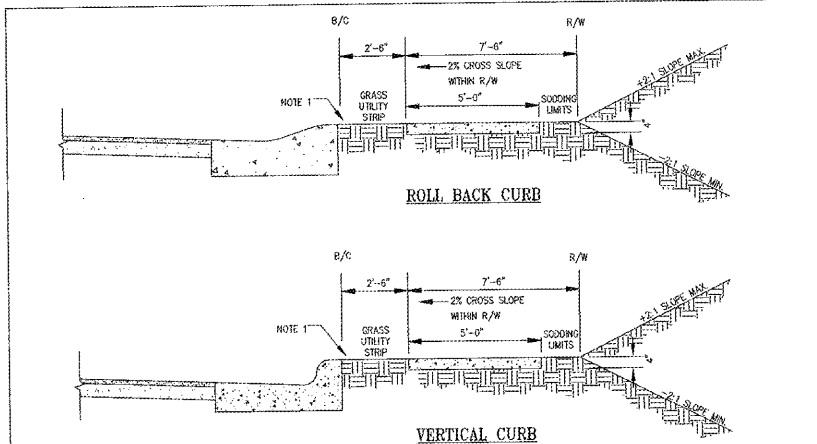 B/C R/W
2'-6" 7'-6"
2% CROSS SLOPE
WITHIN R/W
NOTE 1 GRASS
UTILITY
STRIP
5'-0" SODDING
LIMITS
+2:1 SLOPE MAX.
4"
-2:1 SLOPE MIN.
ROLL BACK CURB
B/C R/W
2'-6" 7'-6"
2% CROSS SLOPE
WITHIN R/W
NOTE 1 GRASS
UTILITY
STRIP
5'-0" SODDING
LIMITS
+2:1 SLOPE MAX.
4"
-2:1 SLOPE MIN.
VERTICAL CURB